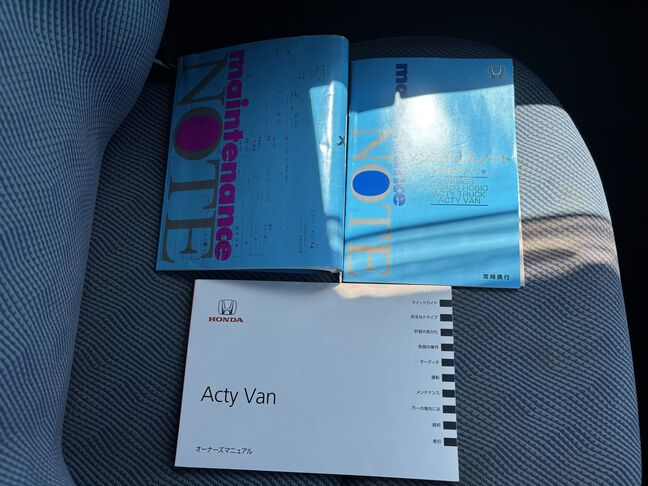 maintenance
NOTE
maintenance
NOTE
メンテナンスノート
VAMOS
VAMOS HOBIO
ACTY TRUCK
ACTY VAN
常時携行
HONDA
Acty Van
オーナーズマニュアル
クイックガイド
安全なドライブ
計器の見かた
各部の操作
オーディオ
運転
メンテナンス
万一の場合には
資料
索引